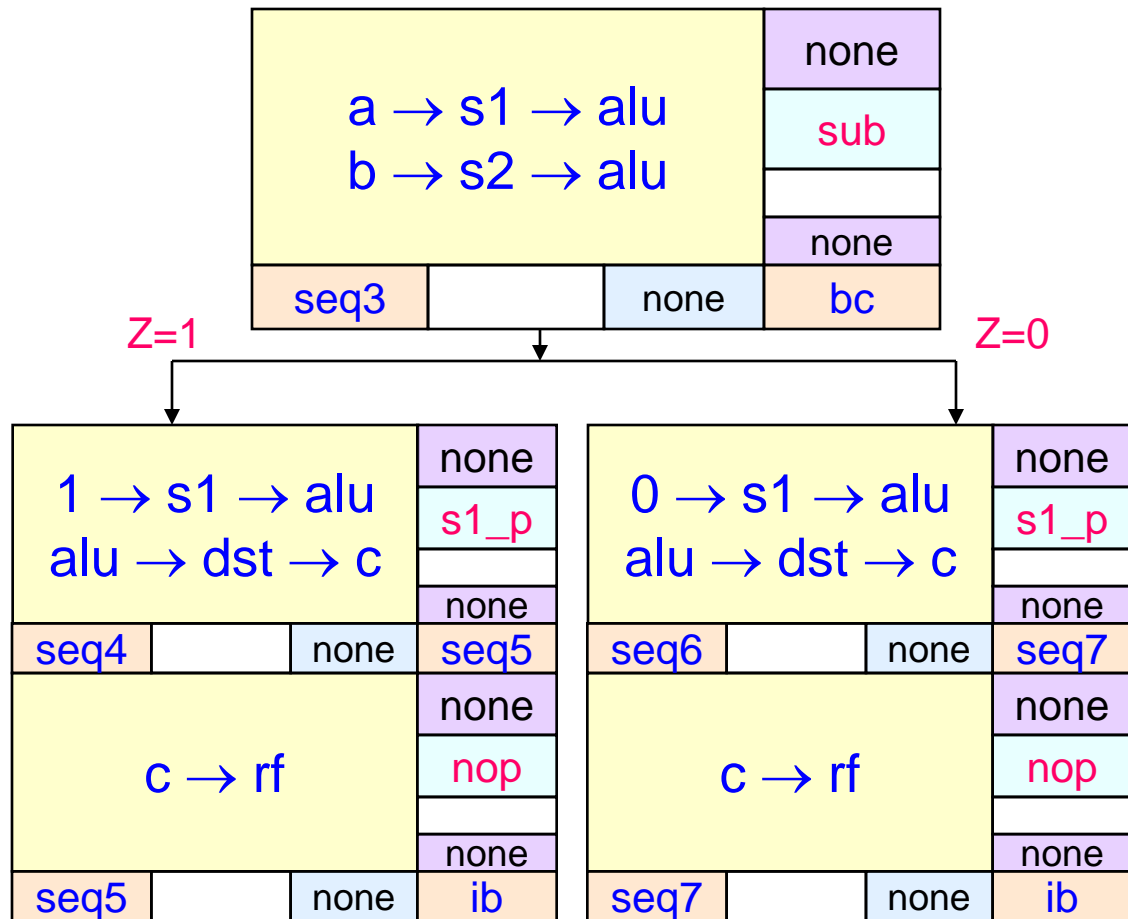 none
a → s1 → alu
sub
b → s2 → alu
none
seq3 none bc
Z=1 Z=0
none
1 → s1 → alu
s1_p
alu → dst → c
none
seq4 none seq5
none
c → rf
nop
none
seq5 none ib
none
0 → s1 → alu
s1_p
alu → dst → c
none
seq6 none seq7
none
c → rf
nop
none
seq7 none ib